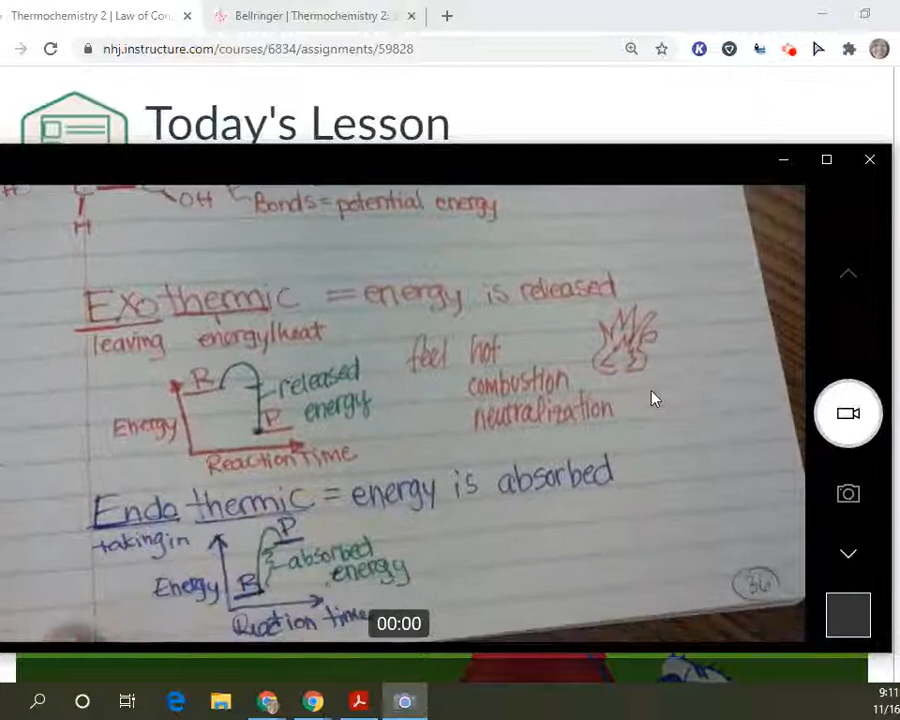 Thermochemistry 2 | Law of Con
Bellringer | Thermochemistry 2:
nhj.instructure.com/courses/6834/assignments/59828
Today's Lesson
OH
Bonds = potential energy
H
Exothermic = energy is released
leaving energy/heat
feel hot
combustion
neutralization
R
released
energy
P
Energy
Reaction Time
Endothermic = energy is absorbed
taking in
P
absorbed
energy
Energy
R
Reaction time
36
00:00
9:11
11/16